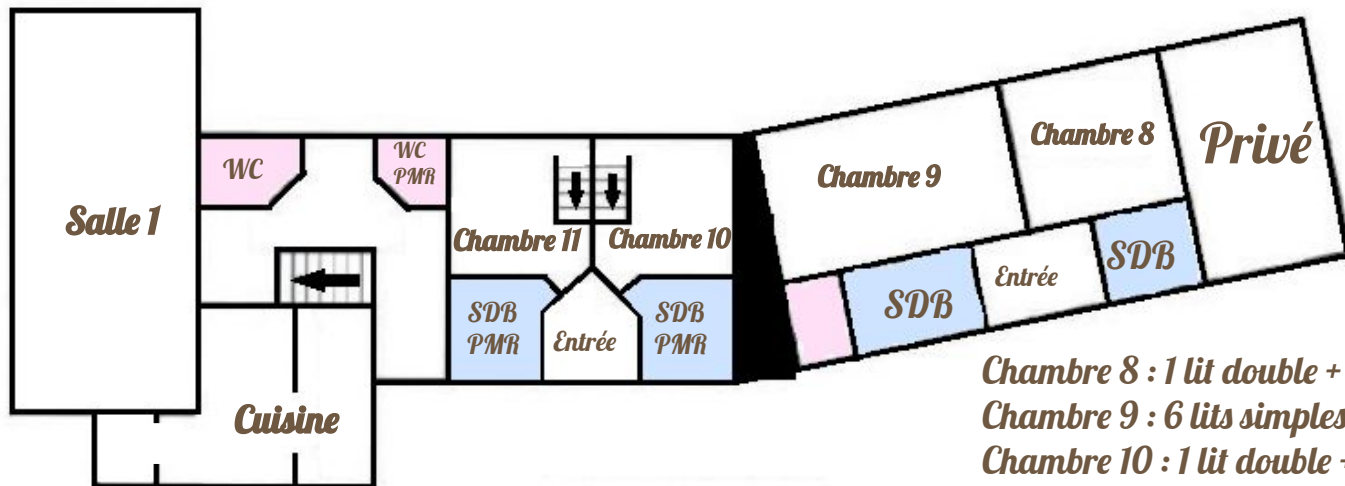 Salle 1
WC
WC
PMR
Chambre 11
Chambre 10
SDB
PMR
Entrée
SDB
PMR
Cuisine
Chambre 9
Chambre 8
Privé
SDB
Entrée
SDB
Chambre 8 : 1 lit double +
Chambre 9 : 6 lits simples
Chambre 10 : 1 lit double +